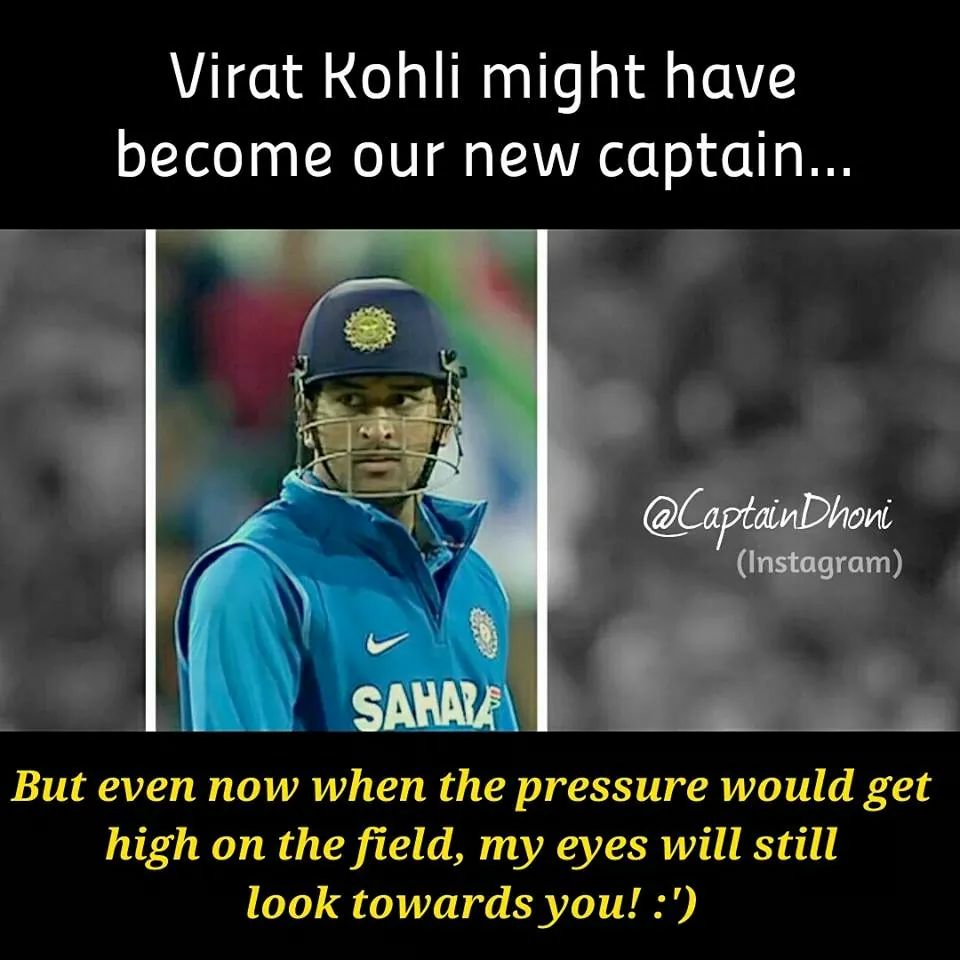 Virat Kohli might have
become our new captain...
SAHARA
@CaptainDhoni
(Instagram)
But even now when the pressure would get
high on the field, my eyes will still
look towards you! :')